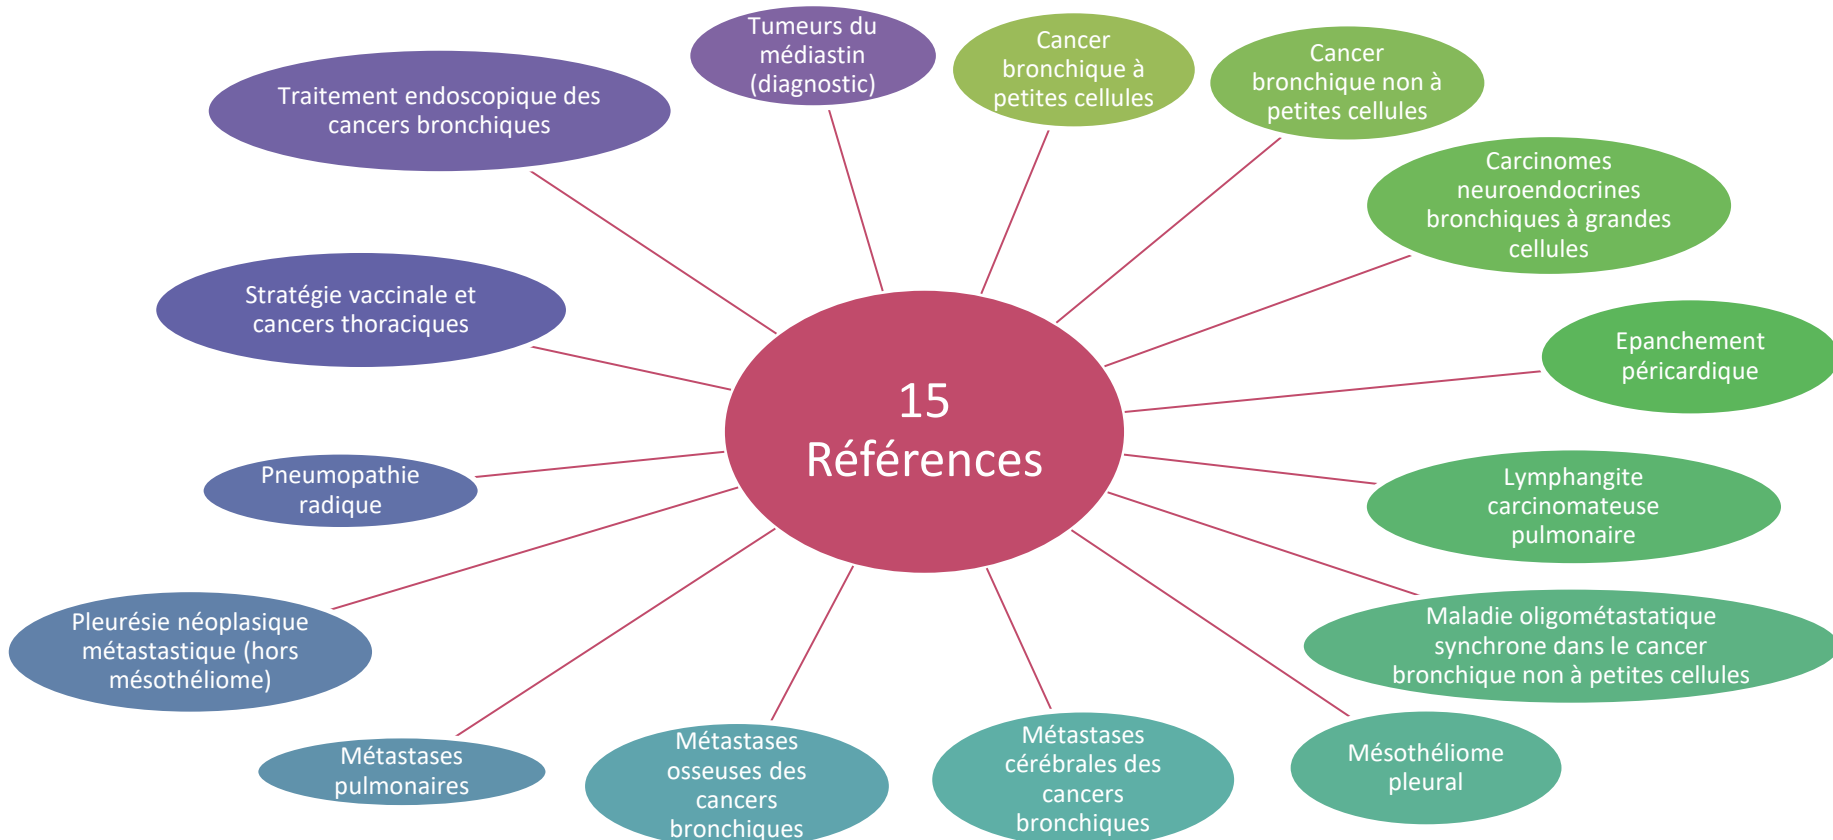 15
Références
Cancer
bronchique à
petites cellules
Cancer
bronchique non à
petites cellules
Carcinomes
neuroendocrines
bronchiques à grandes
cellules
Epanchement
péricardique
Lymphangite
carcinomateuse
pulmonaire
Maladie oligométastatique
synchrone dans le cancer
bronchique non à petites cellules
Mésothéliome
pleural
Métastases
cérébrales des
cancers
bronchiques
Métastases
osseuses des
cancers
bronchiques
Métastases
pulmonaires
Pleurésie néoplasique
métastastique (hors
mésothéliome)
Pneumopathie
radique
Stratégie vaccinale et
cancers thoraciques
Traitement endoscopique des
cancers bronchiques
Tumeurs du
médiastin
(diagnostic)